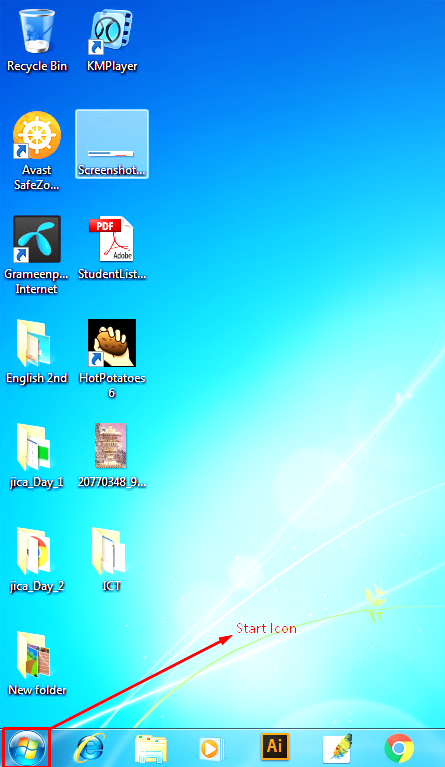 Recycle Bin
KMPlayer
Avast
SafeZo...
Screenshot...
Grameenp...
Internet
PDF
Adobe
StudentList...
English 2nd
HotPotatoes
6
jica_Day_1
20770348_9...
jica_Day_2
ICT
Start Icon
New folder
Ai